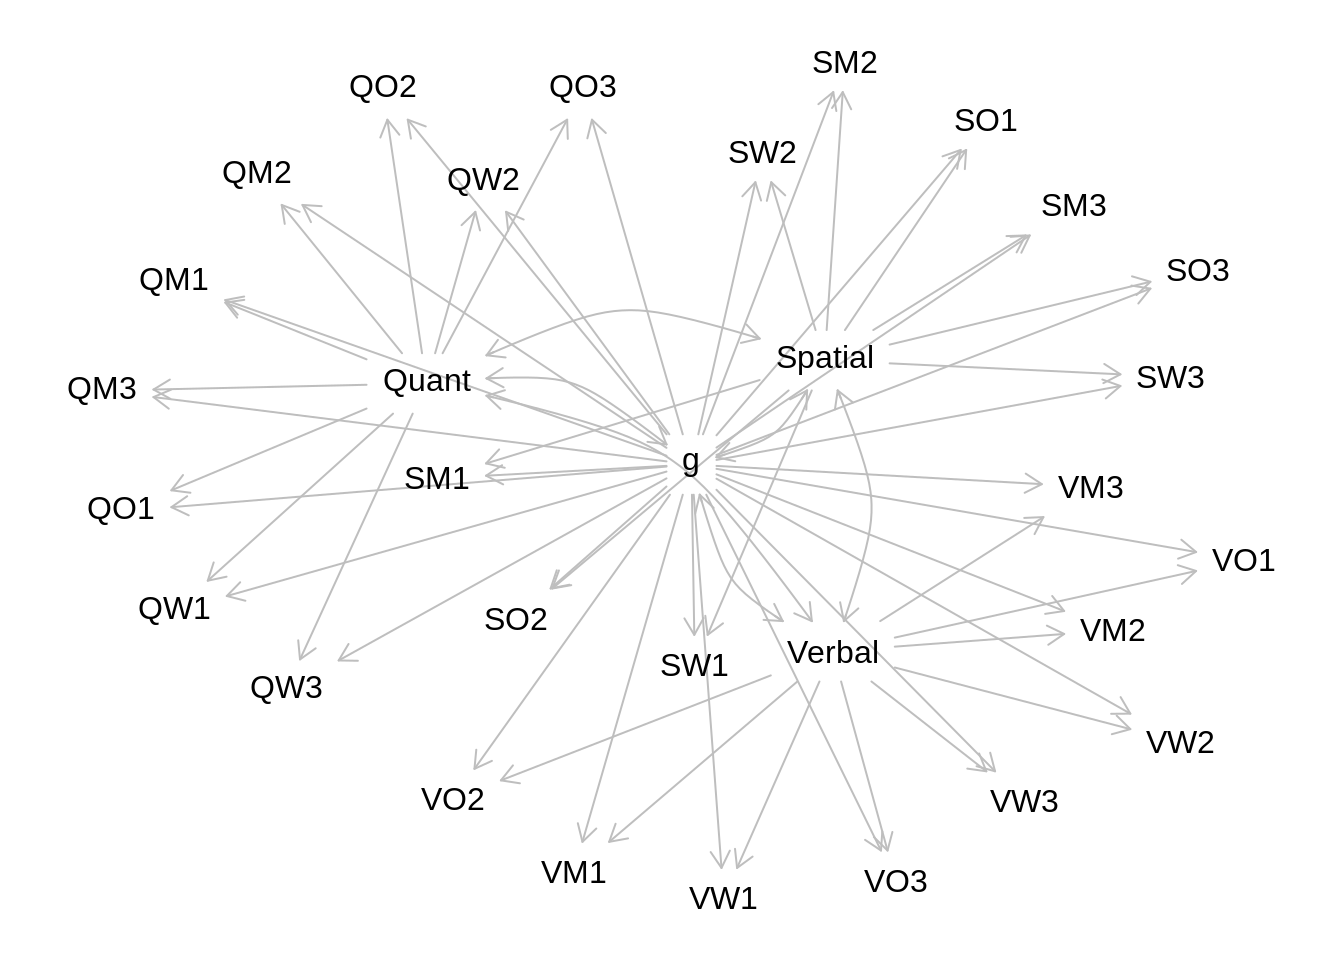 SM2
QO2
QO3
SO1
SW2
QM2
QW2
SM3
SO3
QM1
Spatial
SW3
Quant
QM3
g
SM1
VM3
QO1
VO1
QW1
SO2
VM2
Verbal
SW1
QW3
VW2
VO2
VW3
VM1
VO3
VW1